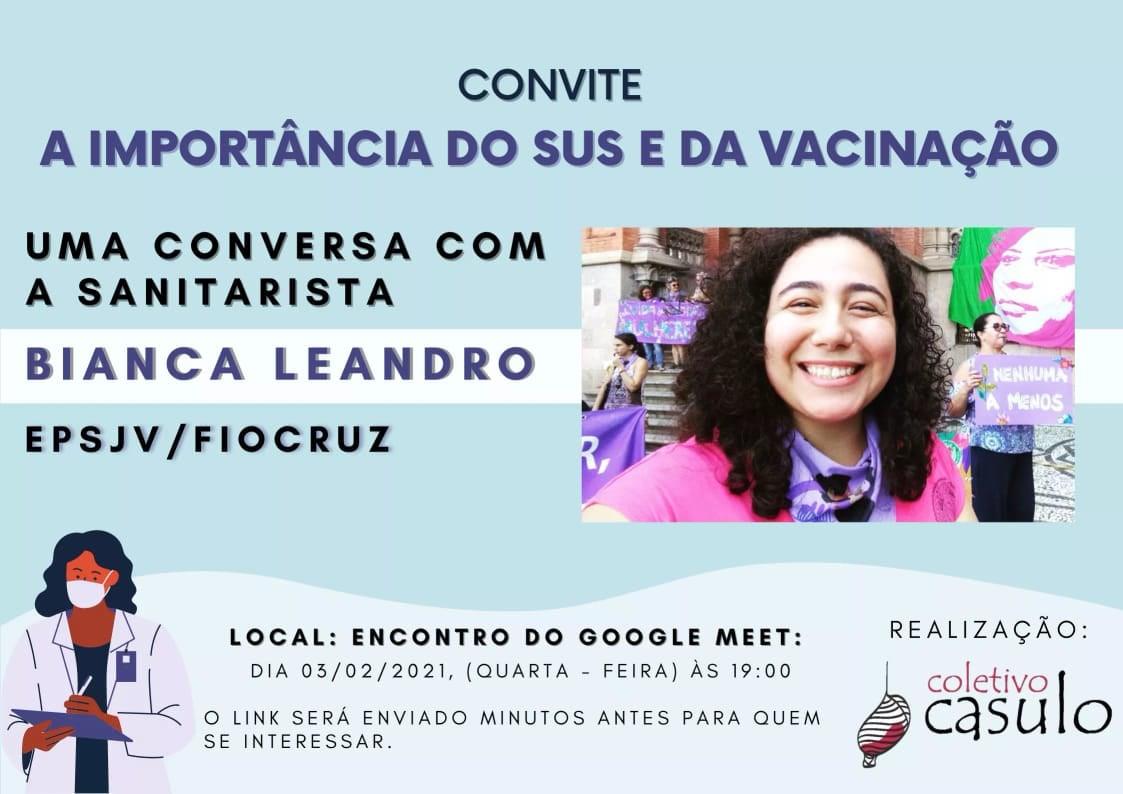 CONVITE
A IMPORTÂNCIA DO SUS E DA VACINAÇÃO
UMA CONVERSA COM
A SANITARISTA
BIANCA LEANDRO
EPSJV/FIOCRUZ
NENHUMA
A MENOS
LOCAL: ENCONTRO DO GOOGLE MEET:
DIA 03/02/2021, (QUARTA - FEIRA) ÀS 19:00
O LINK SERÁ ENVIADO MINUTOS ANTES PARA QUEM
SE INTERESSAR.
REALIZAÇÃO:
coletivo
casulo